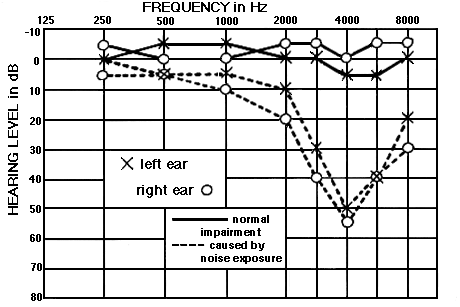 FREQUENCY in Hz
125 250 500 1000 2000 4000 8000
HEARING LEVEL in dB
-10
0
10
20
30
40
50
60
70
80
left ear
right ear
normal
impairment
caused by
noise exposure